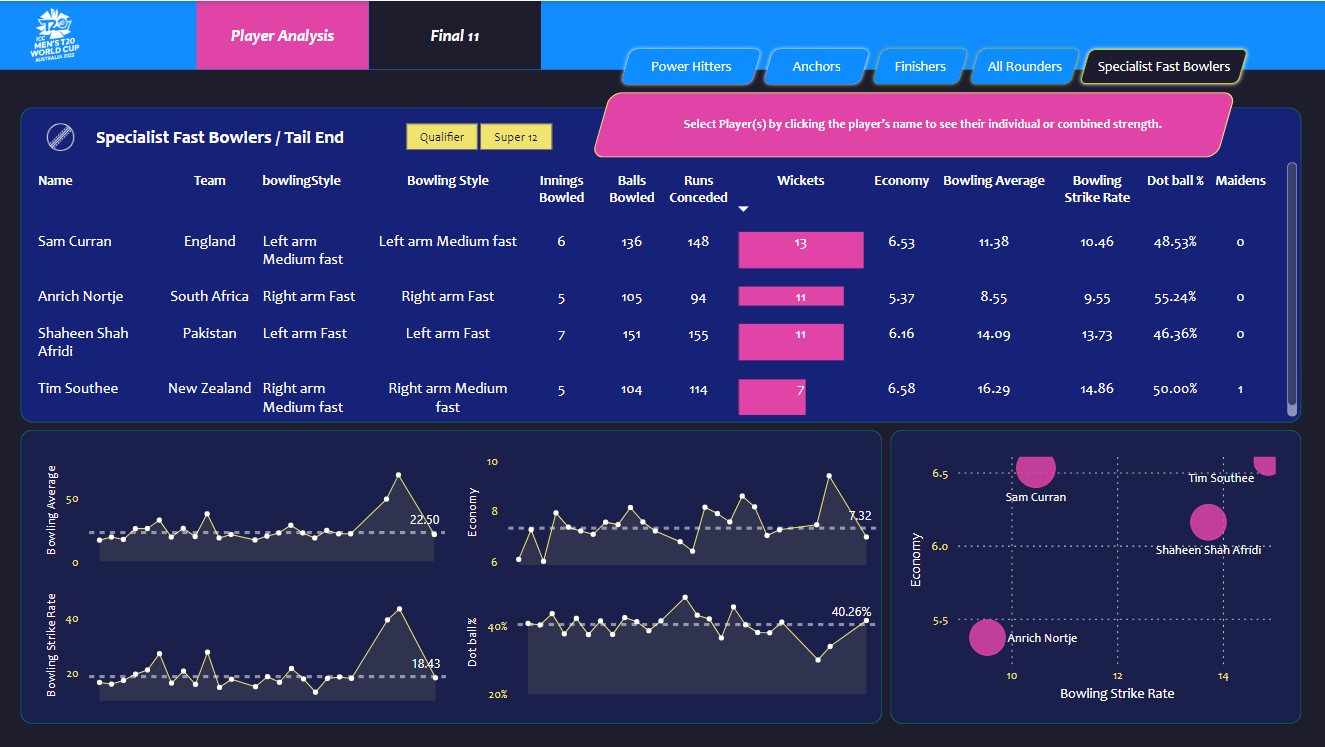 T20
ICC
MEN'S T20
WORLD CUP
AUSTRALIA 2022
Player Analysis
Final 11
Power Hitters
Anchors
Finishers
All Rounders
Specialist Fast Bowlers
Select Player(s) by clicking the player's name to see their individual or combined strength.
Specialist Fast Bowlers / Tail End
Qualifier
Super 12
Name Team bowlingStyle Bowling Style Innings Balls Runs Wickets Economy Bowling Average Bowling Dot ball % Maidens
Bowled Bowled Conceded Strike Rate
Sam Curran England Left arm Left arm Medium fast 6 136 148 13 6.53 11.38 10.46 48.53% 0
Medium fast
Anrich Nortje South Africa Right arm Fast Right arm Fast 5 105 94 11 5.37 8.55 9.55 55.24% 0
Shaheen Shah Pakistan Left arm Fast Left arm Fast 7 151 155 11 6.16 14.09 13.73 46.36% 0
Afridi
Tim Southee New Zealand Right arm Right arm Medium 5 104 114 7 6.58 16.29 14.86 50.00% 1
Medium fast fast
Bowling Average
50
0
22.50
Economy
10
8
6
7.32
Bowling Strike Rate
40
20
18.43
Dot ball %
40%
20%
40.26%
Economy
6.5
6.0
5.5
Sam Curran
Tim Southee
Shaheen Shah Afridi
Anrich Nortje
10 12 14
Bowling Strike Rate